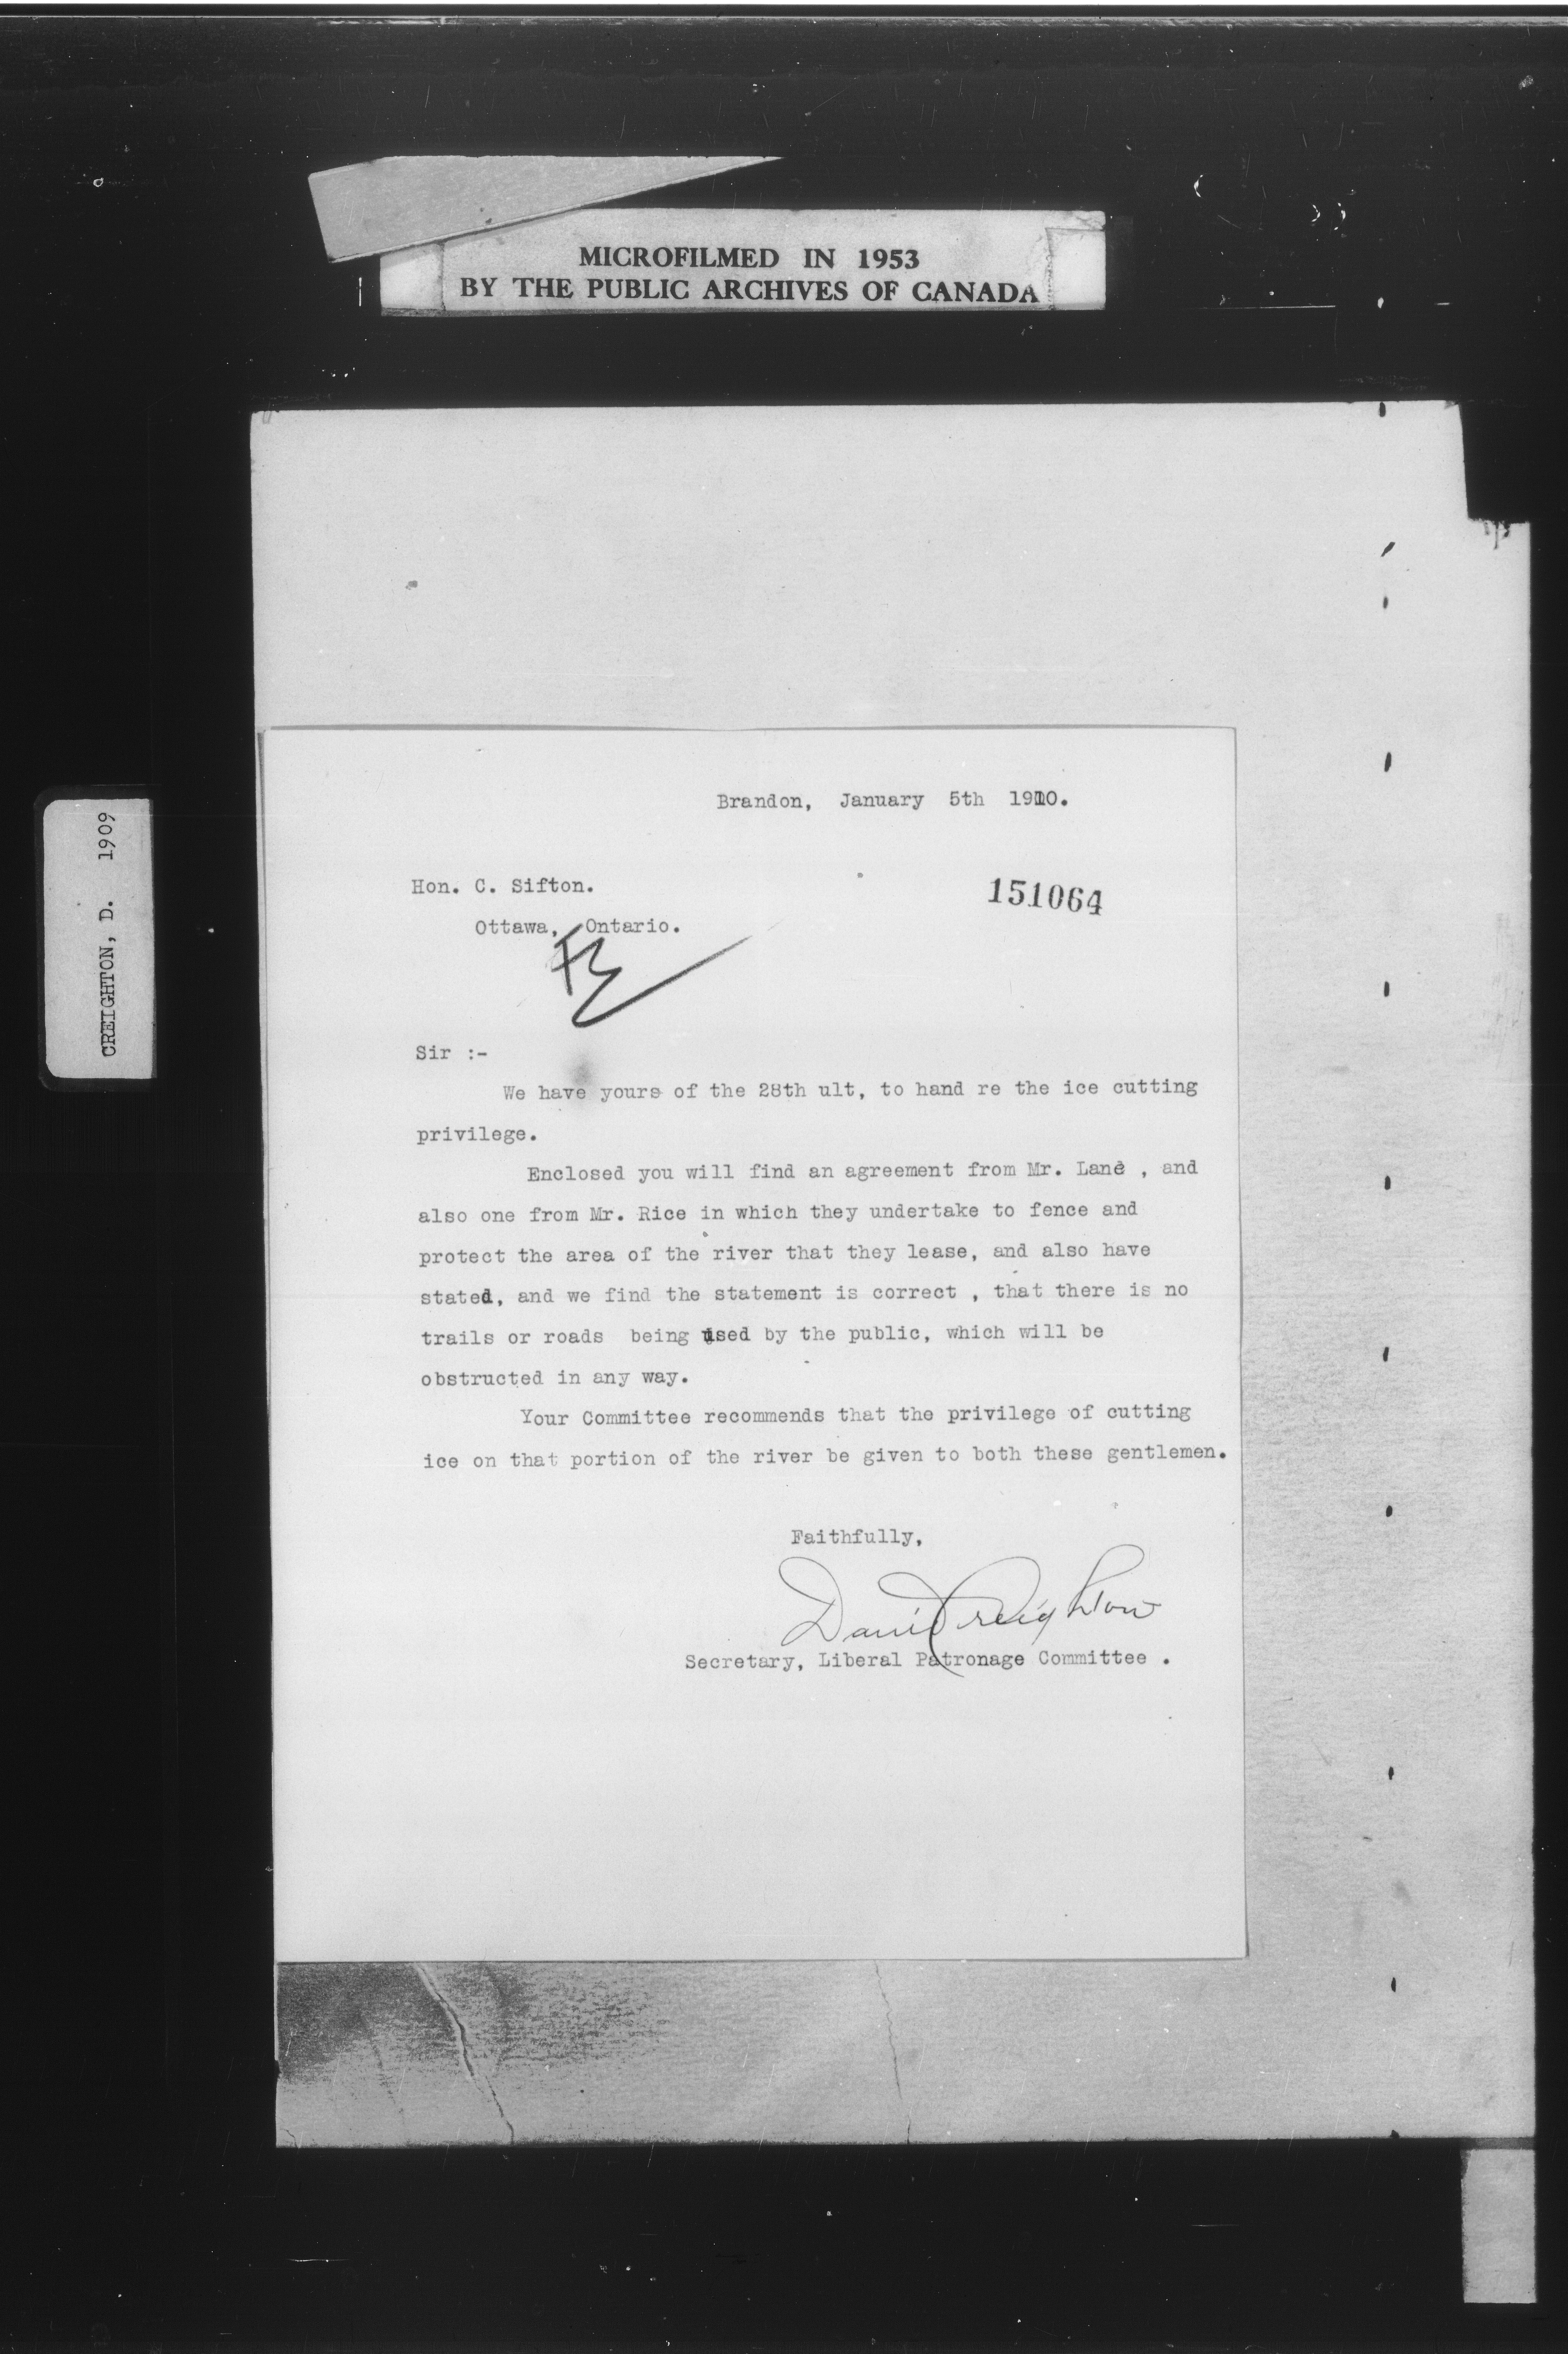 MICROFILMED IN 1953
BY THE PUBLIC ARCHIVES OF CANADA
CREIGHTON, D. 1909
Brandon, January 5th 1910.
Hon. C. Sifton.
151064
Ottawa, Ontario.
Sir :-
We have yours of the 28th ult, to hand re the ice cutting
privilege.
Enclosed you will find an agreement from Mr. Lane , and
also one from Mr. Rice in which they undertake to fence and
protect the area of the river that they lease, and also have
stated, and we find the statement is correct , that there is no
trails or roads being used by the public, which will be
obstructed in any way.
Your Committee recommends that the privilege of cutting
ice on that portion of the river be given to both these gentlemen.
Faithfully,
David Creighton
Secretary, Liberal Patronage Committee .